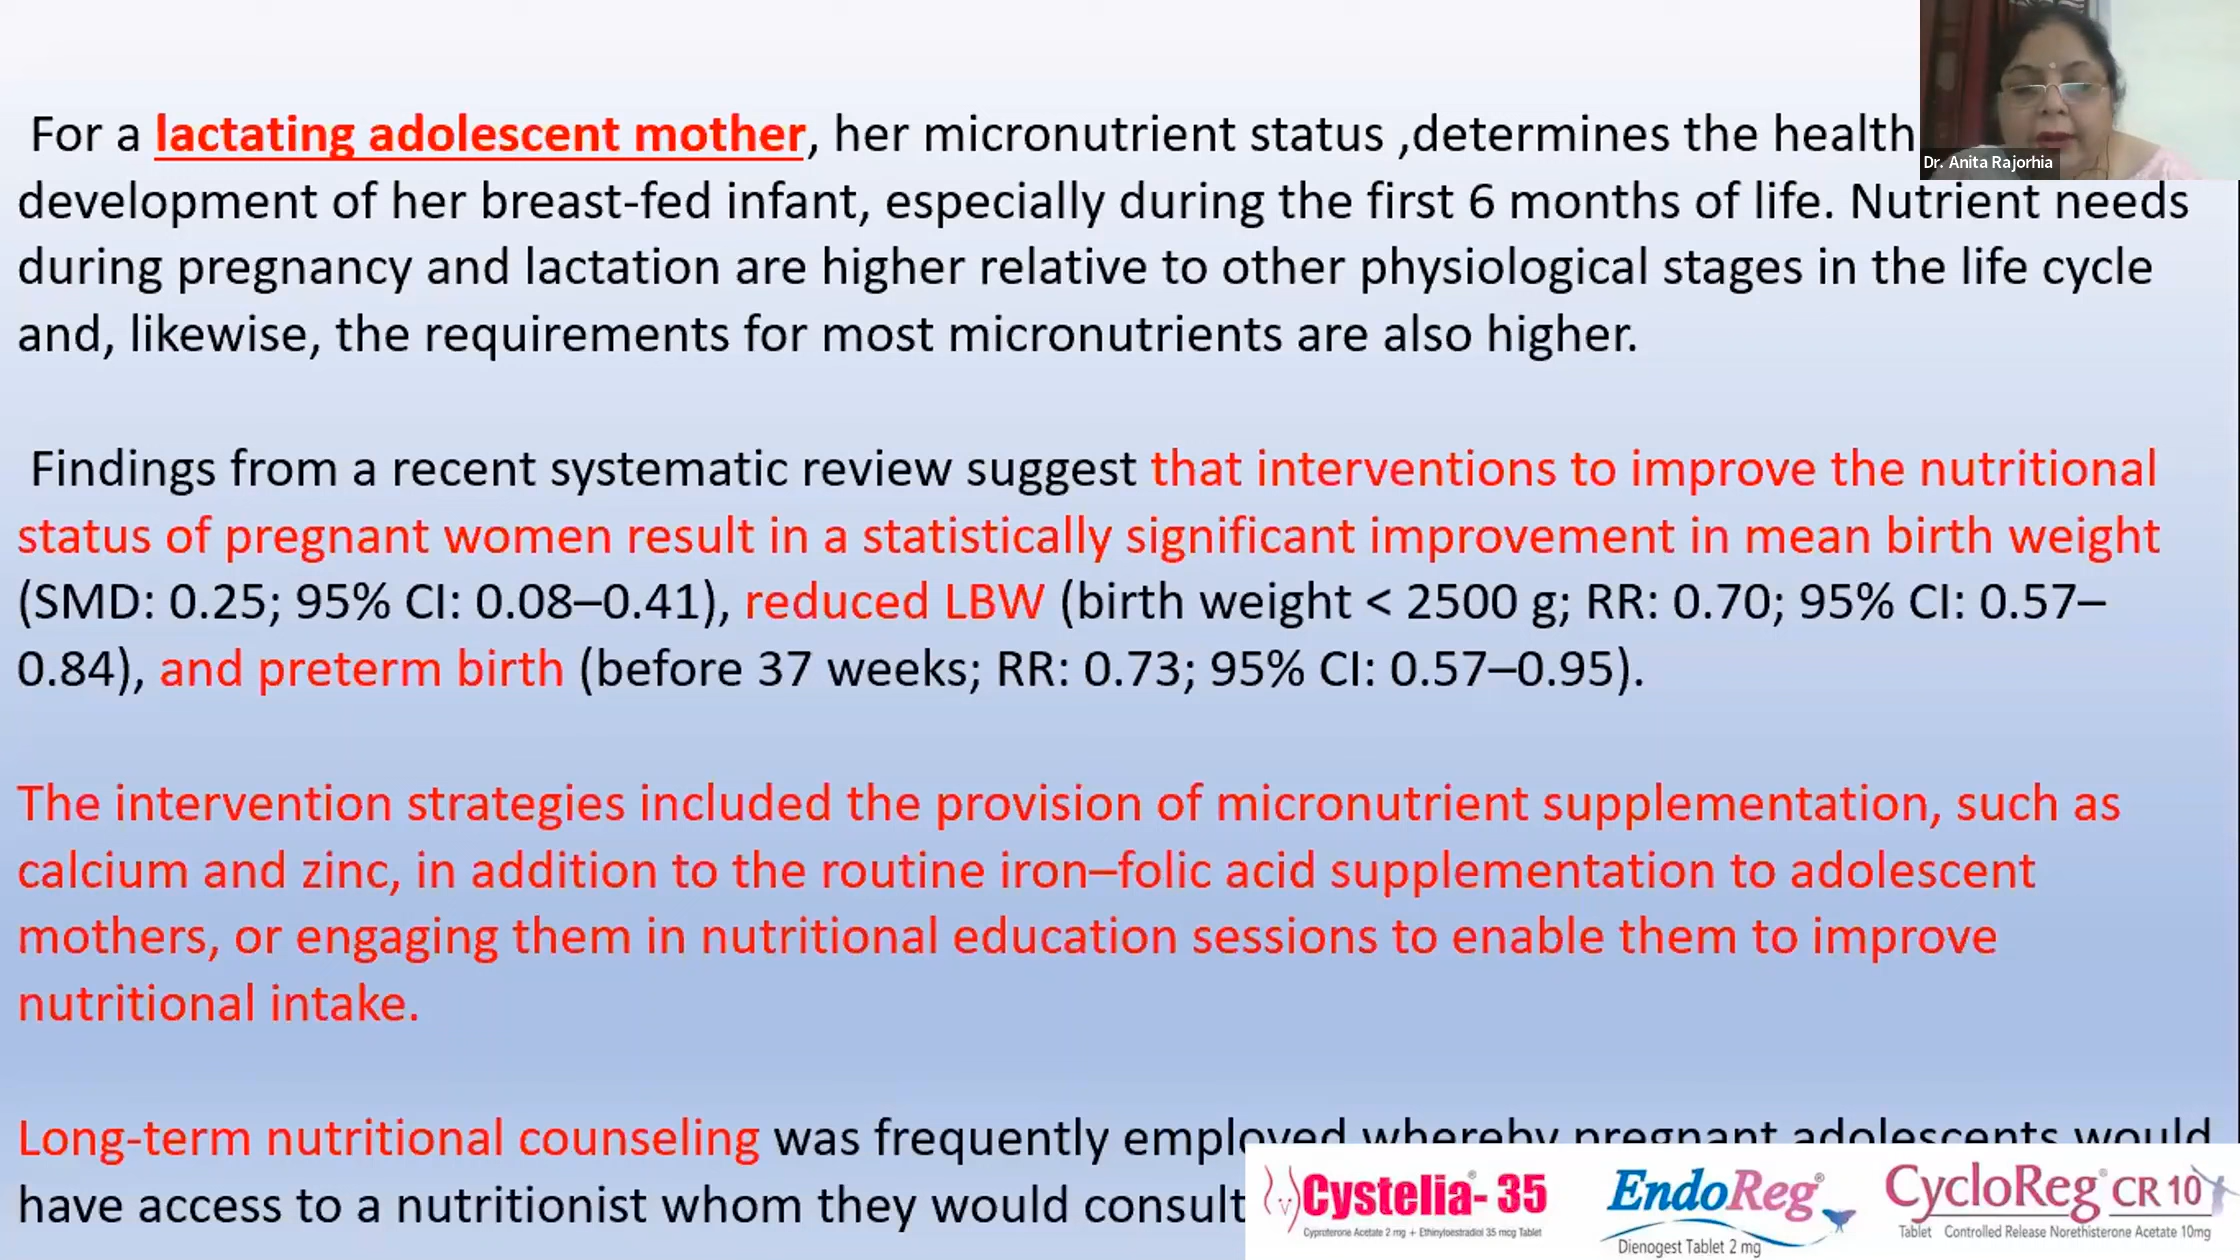 For a lactating adolescent mother, her micronutrient status ,determines the health
Dr. Anita Rajorhia
development of her breast-fed infant, especially during the first 6 months of life. Nutrient needs
during pregnancy and lactation are higher relative to other physiological stages in the life cycle
and, likewise, the requirements for most micronutrients are also higher.
Findings from a recent systematic review suggest that interventions to improve the nutritional
status of pregnant women result in a statistically significant improvement in mean birth weight
(SMD: 0.25; 95% CI: 0.08–0.41), reduced LBW (birth weight < 2500 g; RR: 0.70; 95% CI: 0.57–
0.84), and preterm birth (before 37 weeks; RR: 0.73; 95% CI: 0.57–0.95).
The intervention strategies included the provision of micronutrient supplementation, such as
calcium and zinc, in addition to the routine iron–folic acid supplementation to adolescent
mothers, or engaging them in nutritional education sessions to enable them to improve
nutritional intake.
Long-term nutritional counseling was frequently employed whereby pregnant adolescents would
have access to a nutritionist whom they would consult
Cystelia®- 35
Cyproterone Acetate 2 mg + Ethinyloestradiol 35 mcg Tablet
EndoReg®
Dienogest Tablet 2 mg
CycloReg® CR 10
Tablet Controlled Release Norethisterone Acetate 10mg